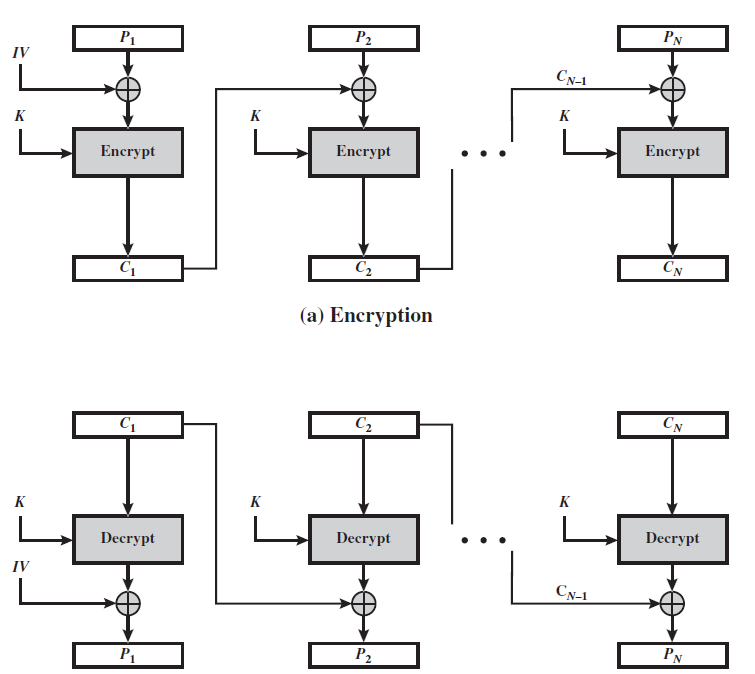 P1 P2 PN
IV
CN–1
K K K
Encrypt Encrypt Encrypt
C1 C2 CN
(a) Encryption
C1 C2 CN
K K K
Decrypt Decrypt Decrypt
IV
CN–1
P1 P2 PN